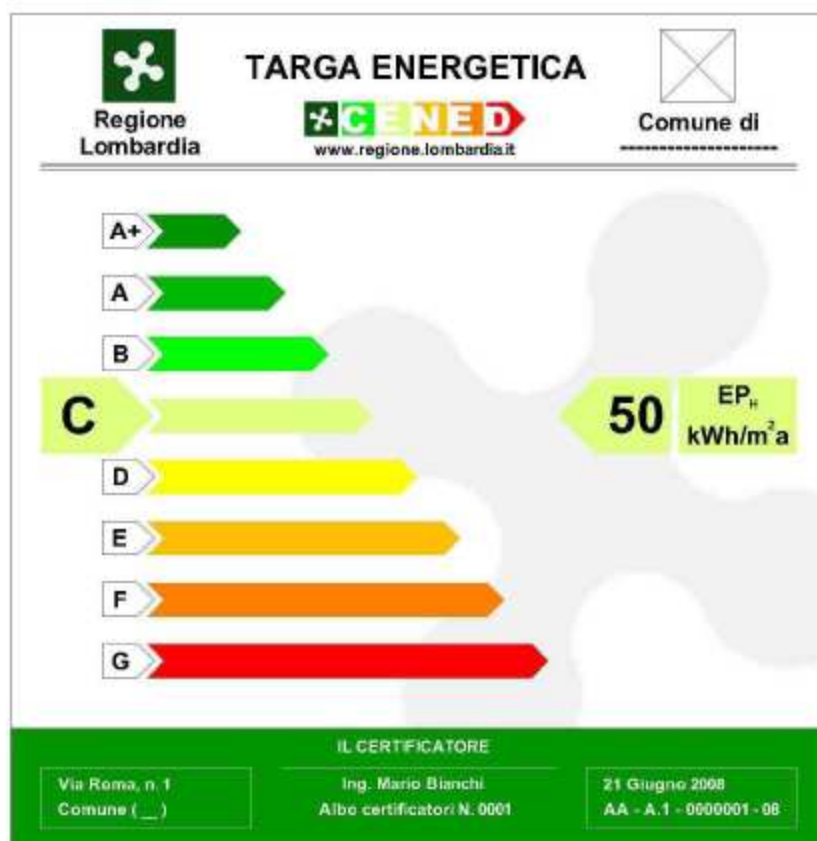 TARGA ENERGETICA
Regione
Lombardia
CENED
www.regione.lombardia.it
Comune di
--------------------
A+
A
B
C
50
EPH
kWh/m²a
D
E
F
G
IL CERTIFICATORE
Via Roma, n. 1
Comune ( __ )
Ing. Mario Bianchi
Albo certificatori N. 0001
21 Giugno 2008
AA - A.1 - 0000001 - 08